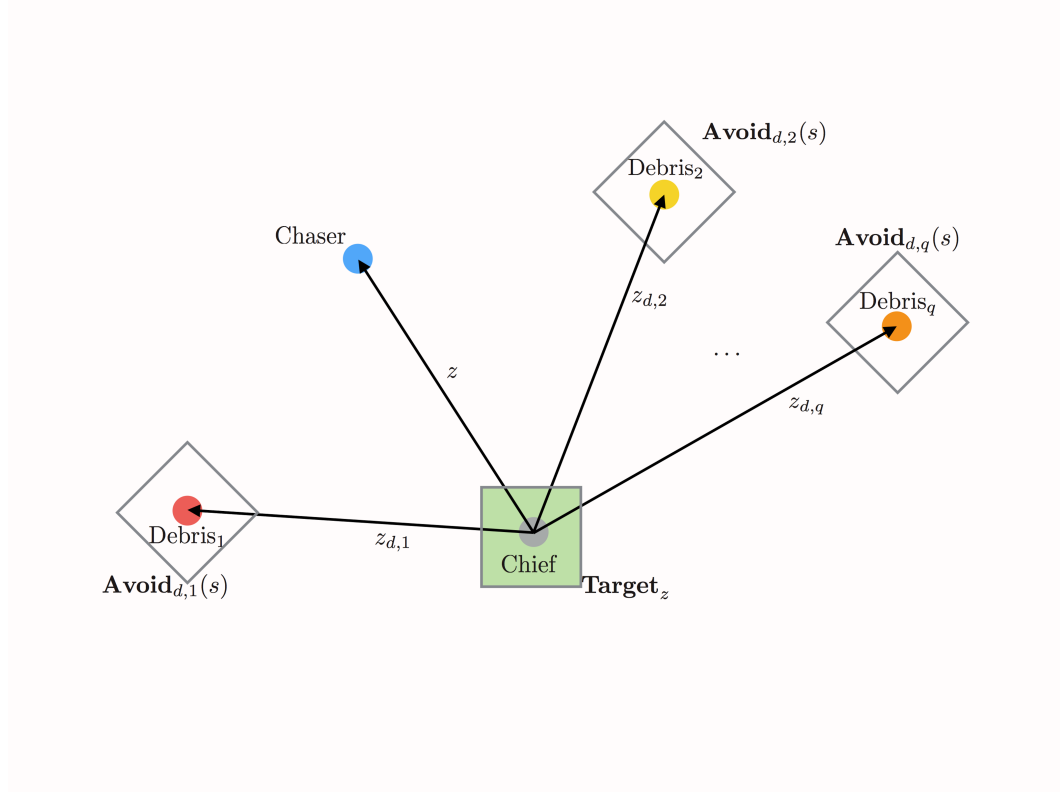 Avoid_{d,2}(s)
Debris_2
Chaser
Avoid_{d,q}(s)
Debris_q
z_{d,2}
...
z
z_{d,q}
Debris_1
z_{d,1}
Chief
Avoid_{d,1}(s)
Target_z